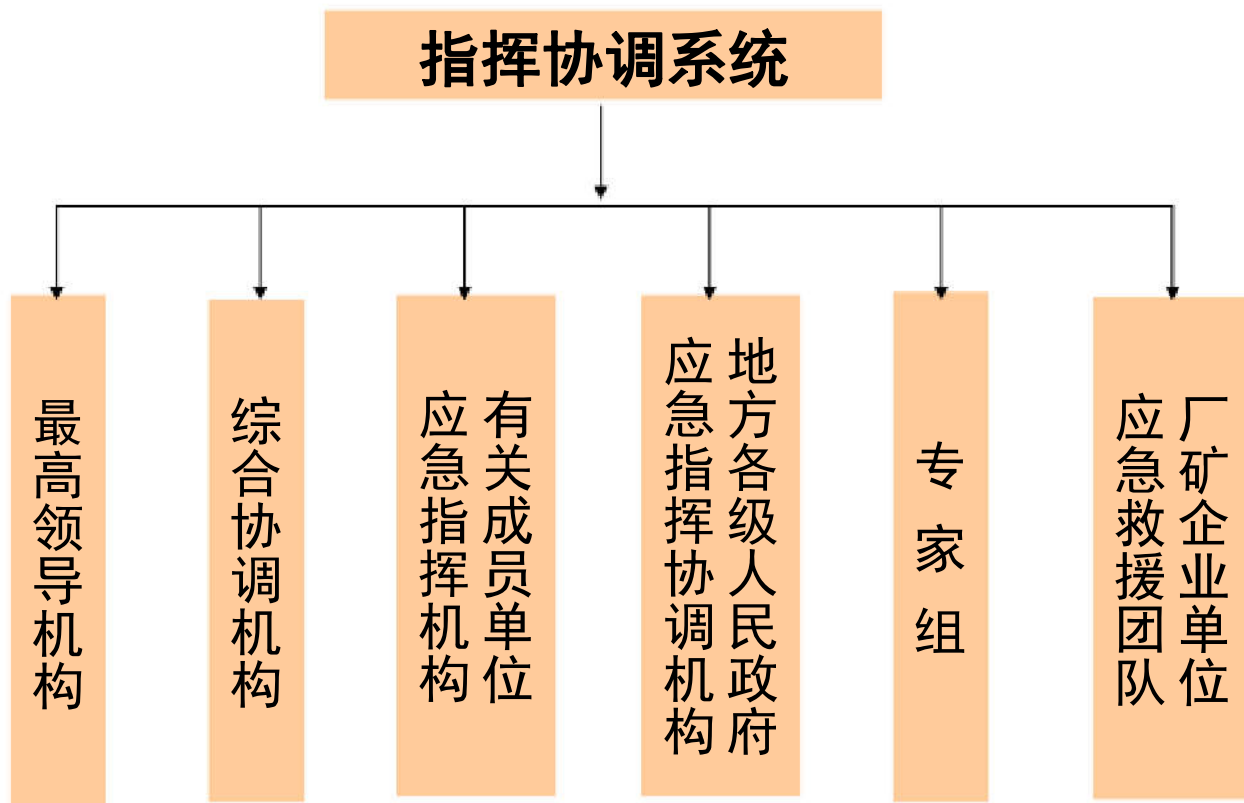 指挥协调系统
最高领导机构
综合协调机构
有关成员单位
应急指挥机构
地方各级人民政府
应急指挥协调机构
专家组
厂矿企业单位
应急救援团队